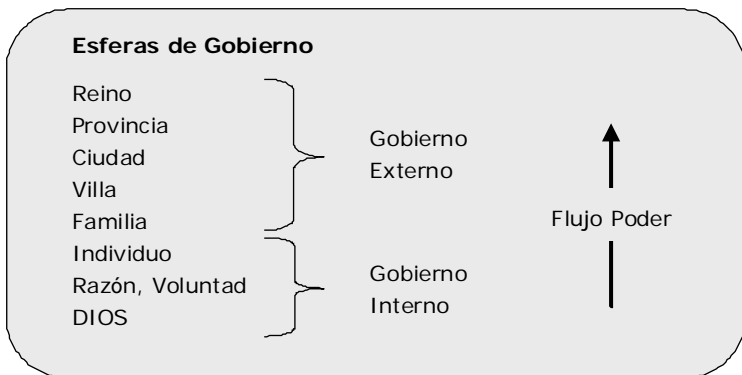 Esferas de Gobierno
Reino
Provincia
Ciudad
Villa
Familia
Individuo
Razón, Voluntad
DIOS
Gobierno
Externo
Gobierno
Interno
Flujo Poder